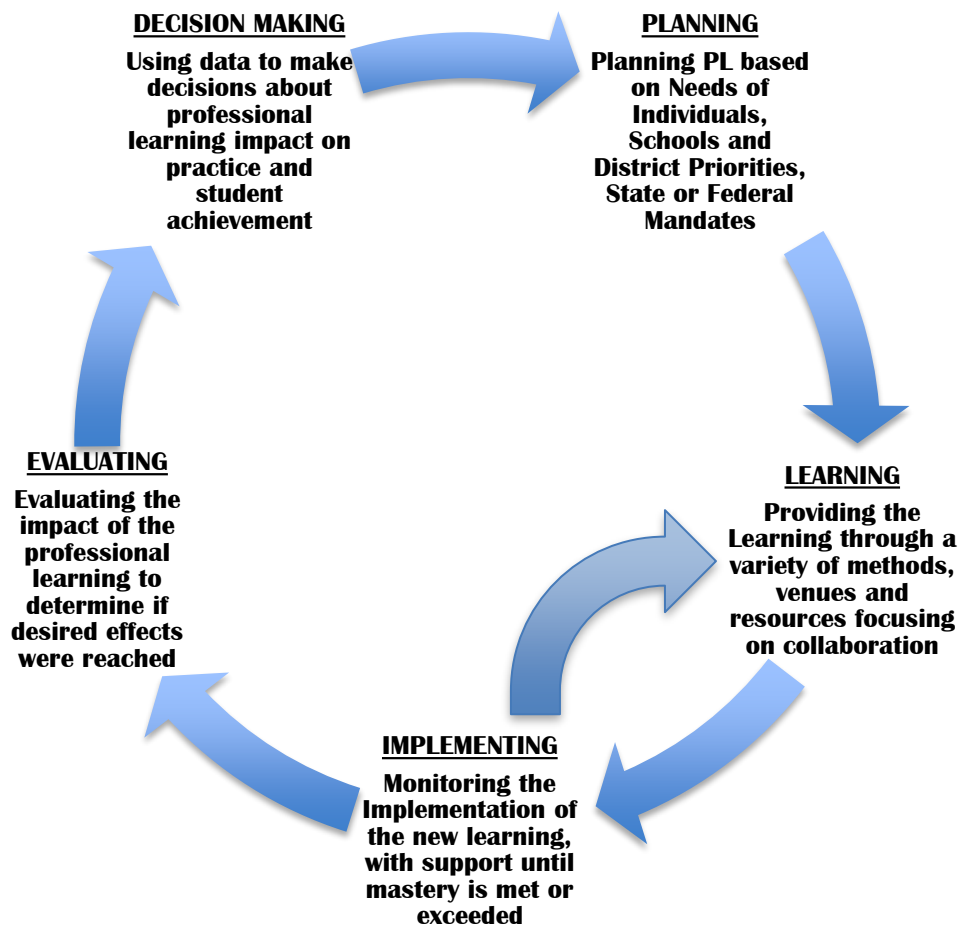 DECISION MAKING
Using data to make
decisions about
professional
learning impact on
practice and
student
achievement
PLANNING
Planning PL based
on Needs of
Individuals,
Schools and
District Priorities,
State or Federal
Mandates
LEARNING
Providing the
Learning through a
variety of methods,
venues and
resources focusing
on collaboration
IMPLEMENTING
Monitoring the
Implementation of
the new learning,
with support until
mastery is met or
exceeded
EVALUATING
Evaluating the
impact of the
professional
learning to
determine if
desired effects
were reached